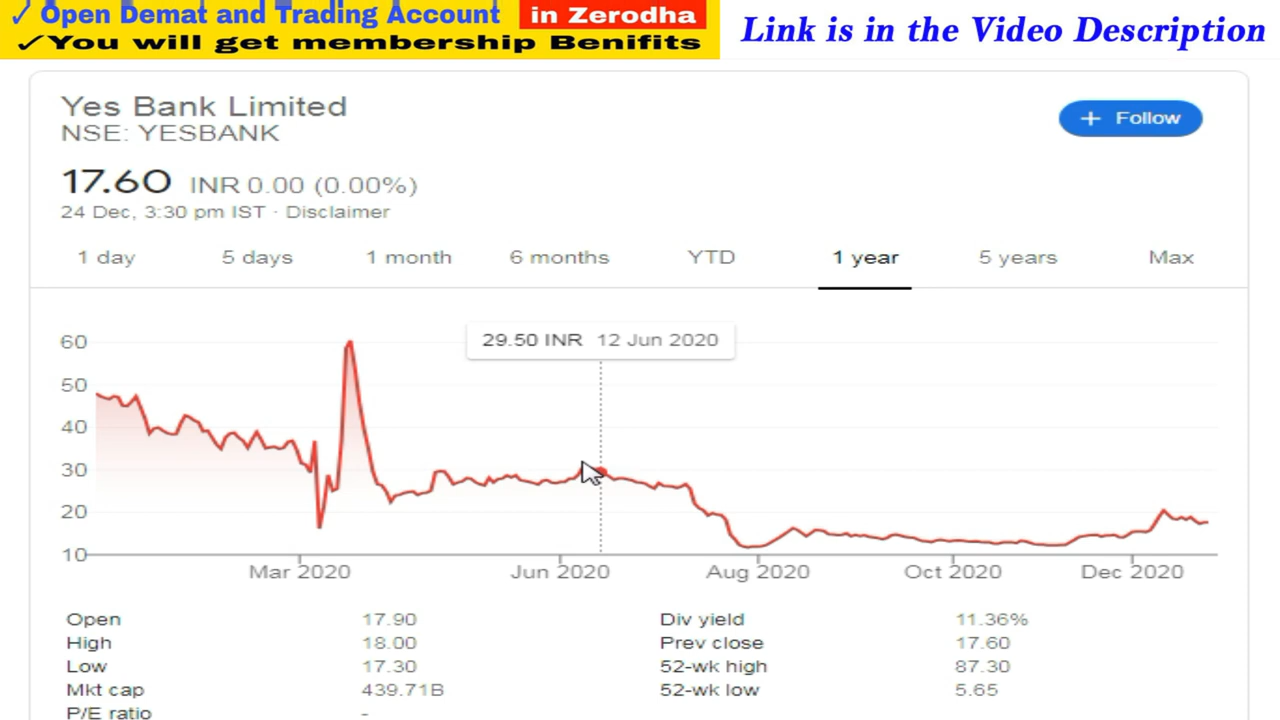 ✓ Open Demat and Trading Account in Zerodha
✓You will get membership Benifits
Link is in the Video Description
Yes Bank Limited
NSE: YESBANK
+ Follow
17.60 INR 0.00 (0.00%)
24 Dec, 3:30 pm IST · Disclaimer
1 day 5 days 1 month 6 months YTD 1 year 5 years Max
29.50 INR 12 Jun 2020
60
50
40
30
20
10
Mar 2020 Jun 2020 Aug 2020 Oct 2020 Dec 2020
Open 17.90 Div yield 11.36%
High 18.00 Prev close 17.60
Low 17.30 52-wk high 87.30
Mkt cap 439.71B 52-wk low 5.65
P/E ratio -